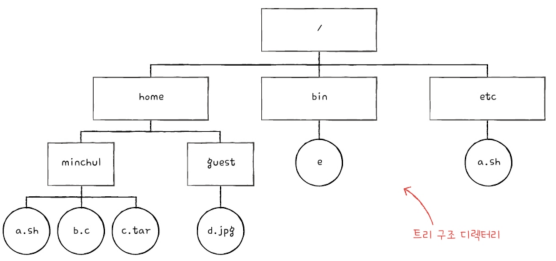 /
home
bin
etc
minchul
guest
e
a.sh
a.sh
b.c
c.tar
d.jpg
트리 구조 디렉터리